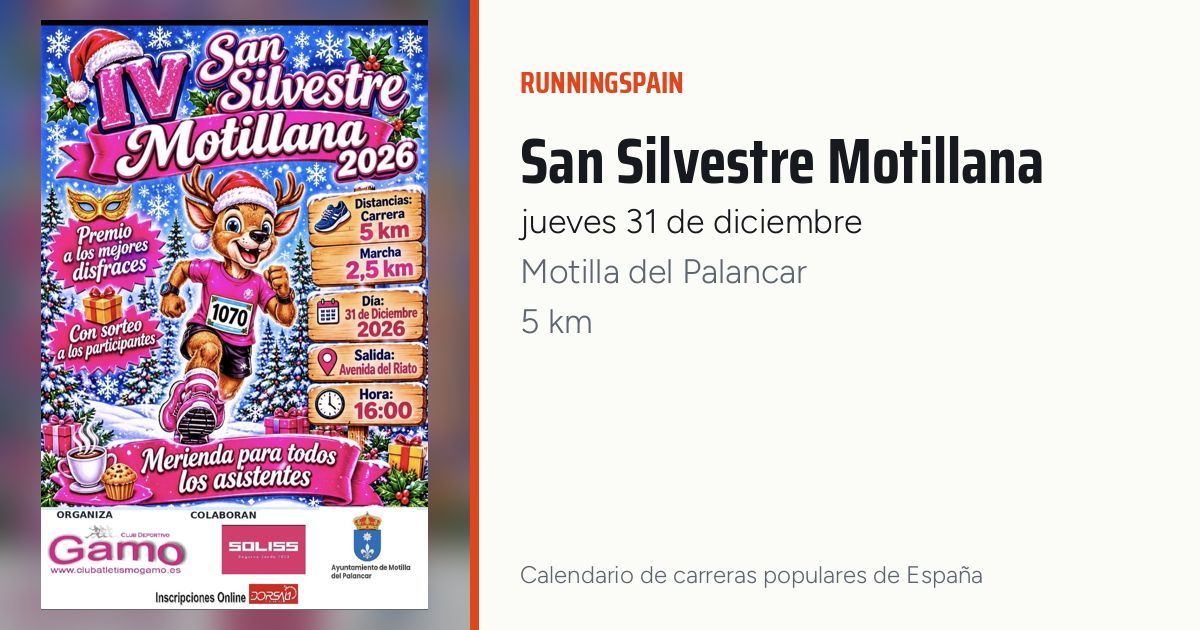 IV San
Silvestre
Motillana
2026
Premio
a los mejores
disfraces
Con sorteo
a los participantes
1070
Distancias:
Carrera
5 km
Marcha
2,5 km
Día:
31 de Diciembre
2026
Salida:
Avenida del Riato
Hora:
16:00
Merienda para todos
los asistentes
ORGANIZA
COLABORAN
CLUB DEPORTIVO
Gamo
www.clubatletismogamo.es
SOLISS
Ayuntamiento de Motilla
del Palancar
Inscripciones Online DORSAL1
RUNNINGSPAIN
San Silvestre Motillana
jueves 31 de diciembre
Motilla del Palancar
5 km
Calendario de carreras populares de España